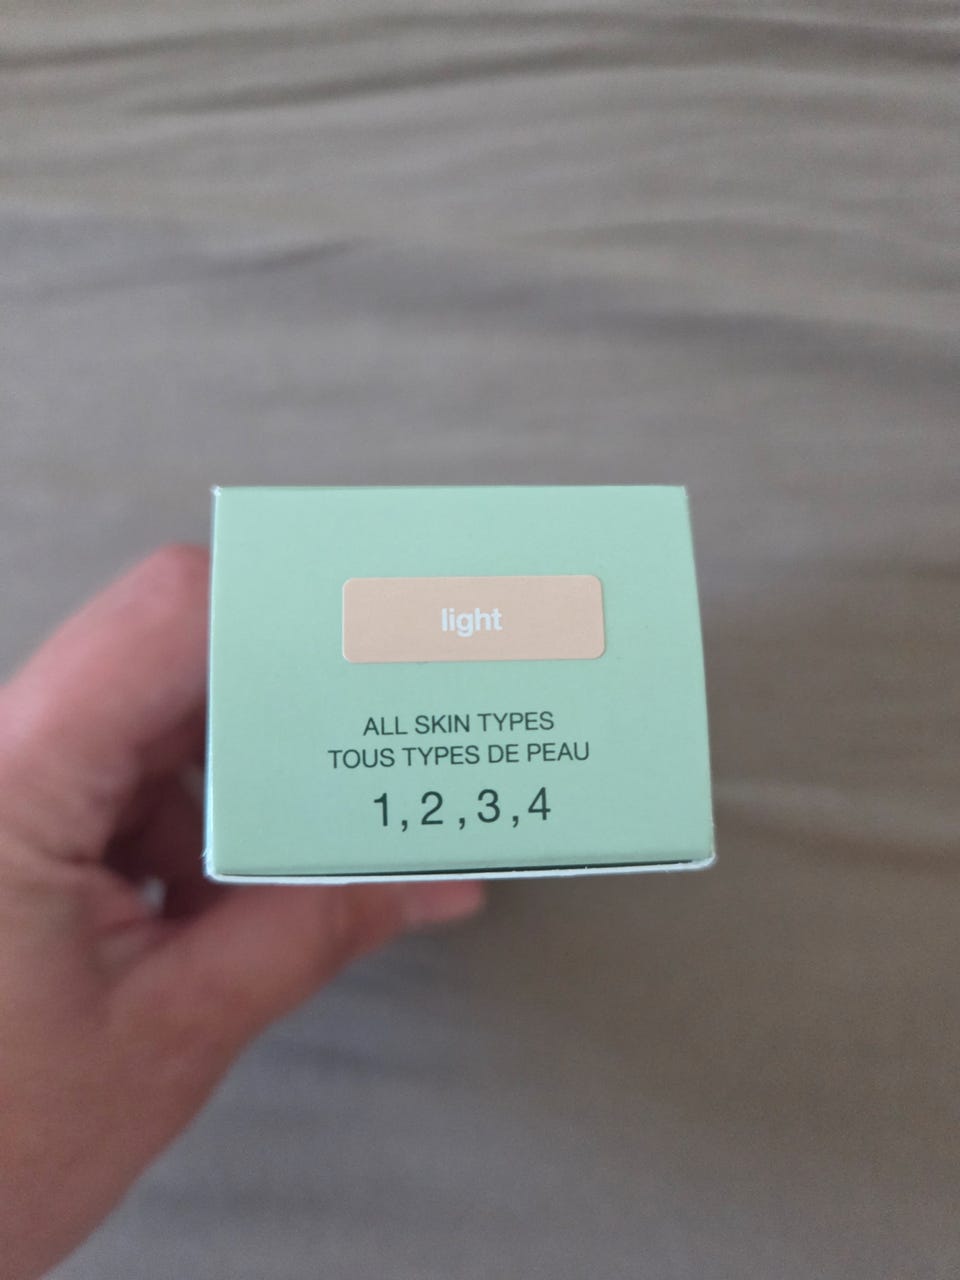 light
ALL SKIN TYPES
TOUS TYPES DE PEAU
1, 2 , 3, 4